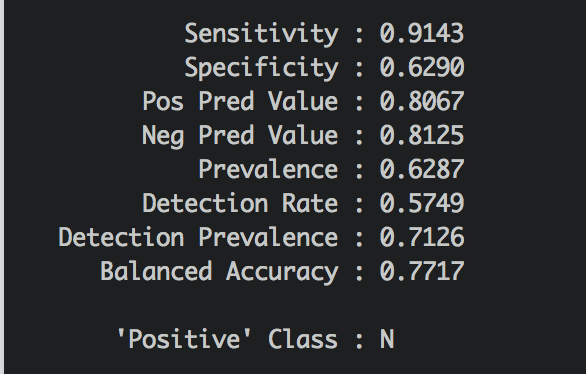 Sensitivity : 0.9143
Specificity : 0.6290
Pos Pred Value : 0.8067
Neg Pred Value : 0.8125
Prevalence : 0.6287
Detection Rate : 0.5749
Detection Prevalence : 0.7126
Balanced Accuracy : 0.7717
'Positive' Class : N